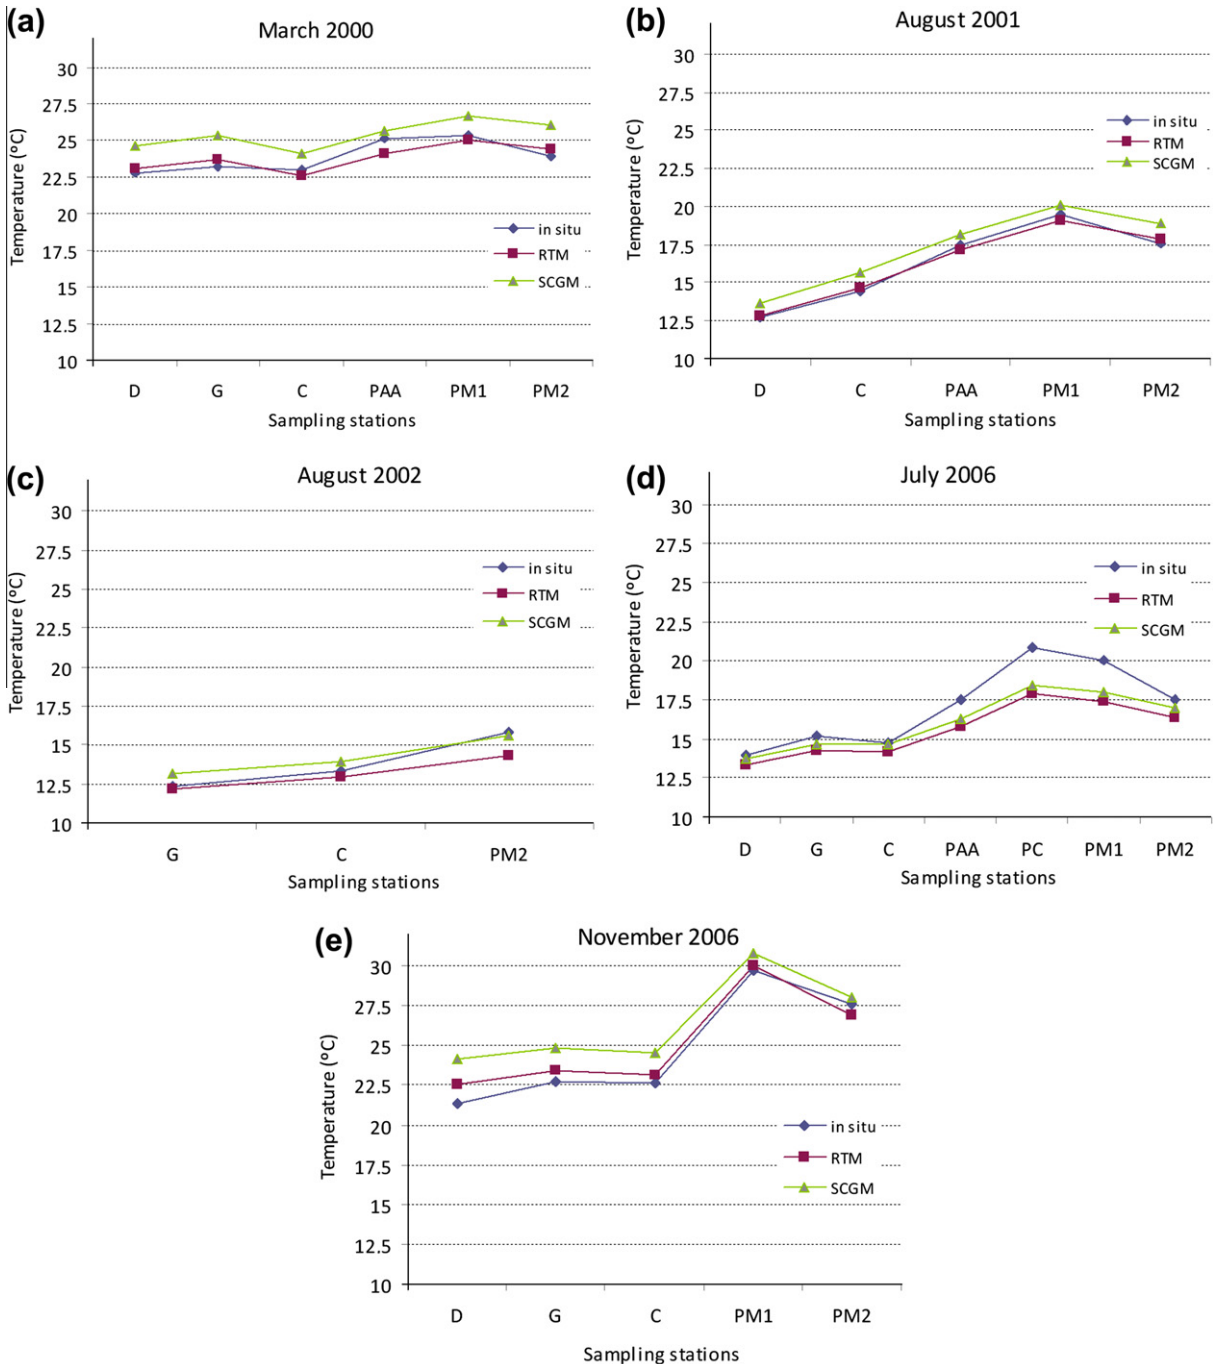 (a)
March 2000
Temperature (ºC)
30
27.5
25
22.5
20
17.5
15
12.5
10
in situ
RTM
SCGM
D G C PAA PM1 PM2
Sampling stations
(b)
August 2001
Temperature (ºC)
30
27.5
25
22.5
20
17.5
15
12.5
10
in situ
RTM
SCGM
D C PAA PM1 PM2
Sampling stations
(c)
August 2002
Temperature (ºC)
30
27.5
25
22.5
20
17.5
15
12.5
10
in situ
RTM
SCGM
G C PM2
Sampling stations
(d)
July 2006
Temperature (ºC)
30
27.5
25
22.5
20
17.5
15
12.5
10
in situ
RTM
SCGM
D G C PAA PC PM1 PM2
Sampling stations
(e)
November 2006
Temperature (ºC)
30
27.5
25
22.5
20
17.5
15
12.5
10
in situ
RTM
SCGM
D G C PM1 PM2
Sampling stations